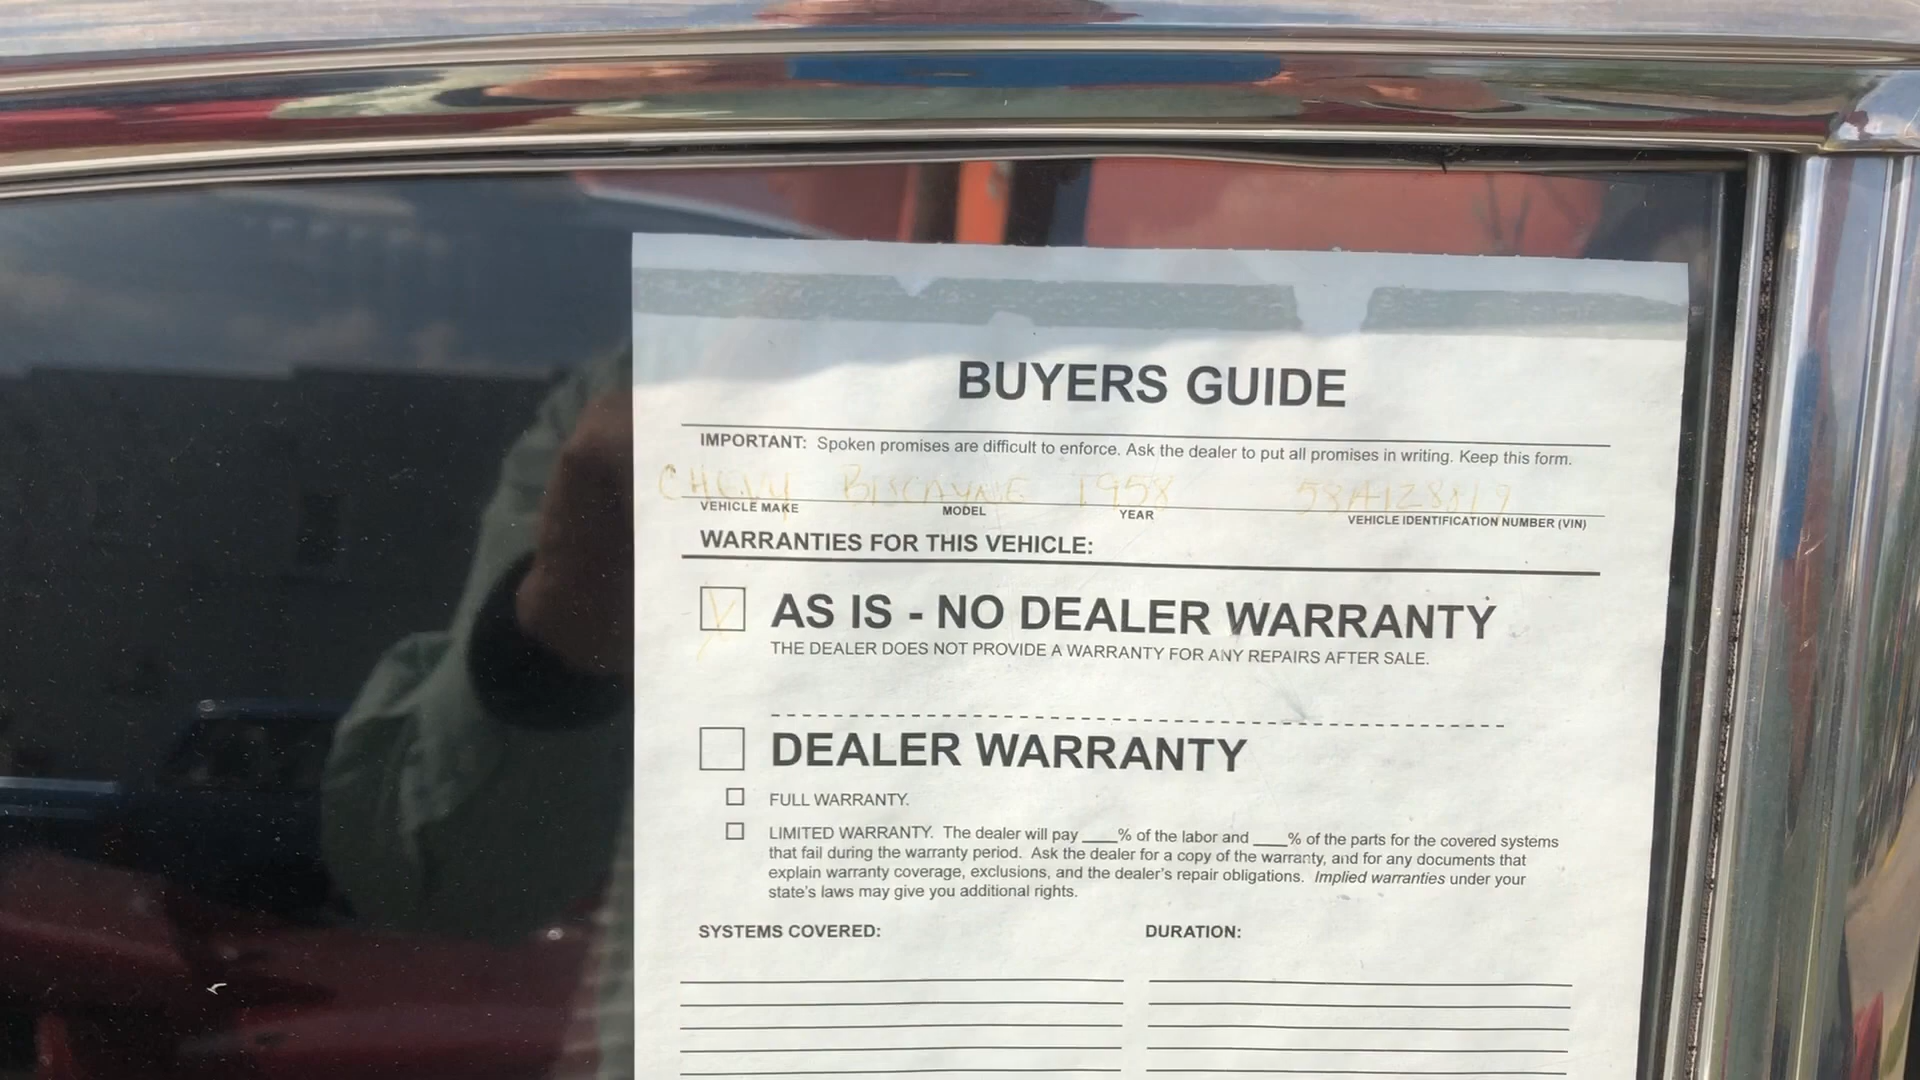 BUYERS GUIDE
IMPORTANT: Spoken promises are difficult to enforce. Ask the dealer to put all promises in writing. Keep this form.
CHEVY BISCAYNE 1958
VEHICLE MAKE MODEL YEAR VEHICLE IDENTIFICATION NUMBER (VIN)
WARRANTIES FOR THIS VEHICLE:
AS IS - NO DEALER WARRANTY
THE DEALER DOES NOT PROVIDE A WARRANTY FOR ANY REPAIRS AFTER SALE.
DEALER WARRANTY
FULL WARRANTY.
LIMITED WARRANTY. The dealer will pay ____% of the labor and ____% of the parts for the covered systems
that fail during the warranty period. Ask the dealer for a copy of the warranty, and for any documents that
explain warranty coverage, exclusions, and the dealer's repair obligations. Implied warranties under your
state's laws may give you additional rights.
SYSTEMS COVERED: DURATION: